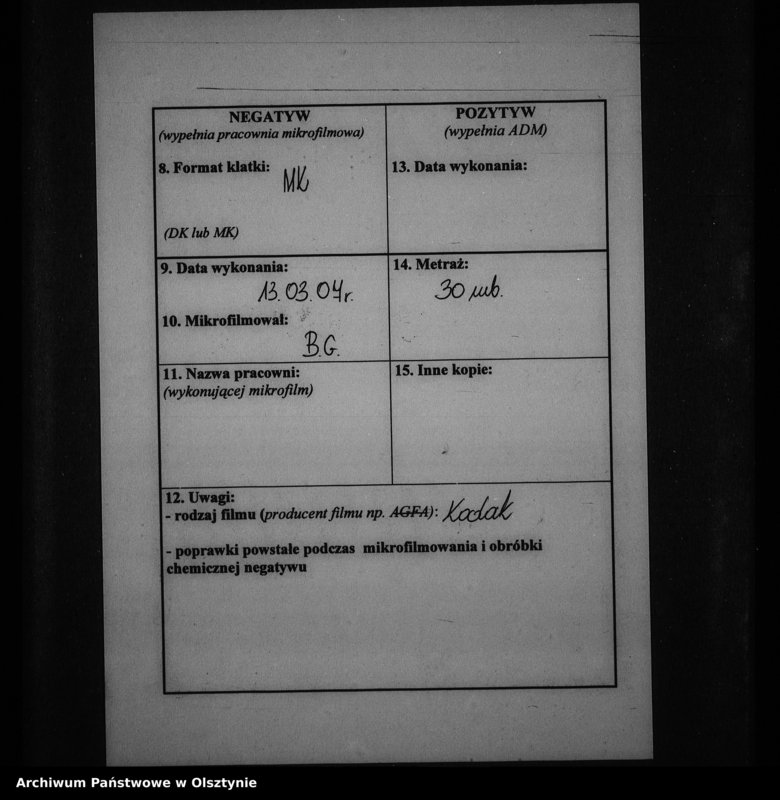 NEGATYW
(wypełnia pracownia mikrofilmowa)
8. Format klatki:
MK
(DK lub MK)
POZYTYW
(wypełnia ADM)
13. Data wykonania:
9. Data wykonania:
13.03.04r.
10. Mikrofilmował:
B.G.
14. Metraż:
30 mb.
11. Nazwa pracowni:
(wykonującej mikrofilm)
15. Inne kopie:
12. Uwagi:
- rodzaj filmu (producent filmu np. AGFA): Kodak
- poprawki powstałe podczas mikrofilmowania i obróbki
chemicznej negatywu
Archiwum Państwowe w Olsztynie